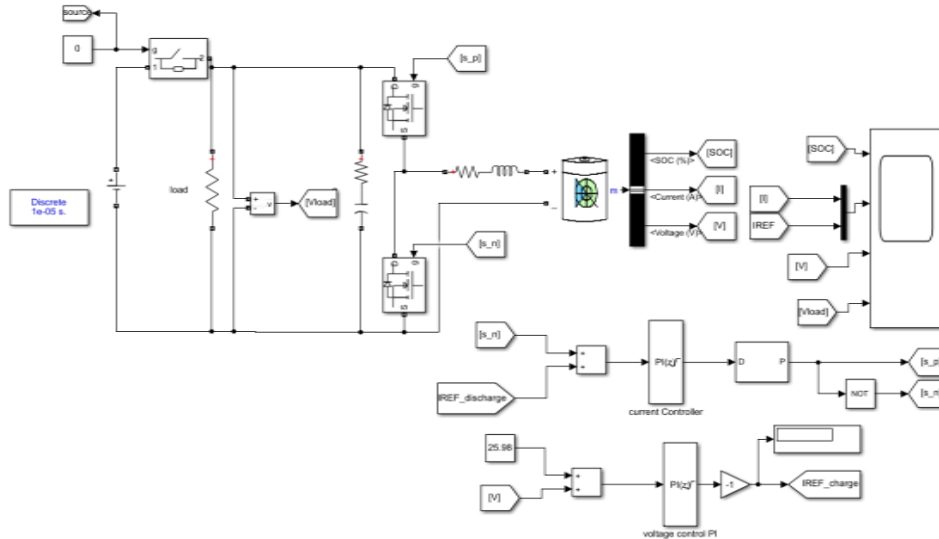 source
0
g
1
2
[s_p]
g
D
S
Discrete
1e-05 s.
load
+
-
v
[Vload]
+
−
m
<SOC (%)>
[SOC]
<Current (A)>
[I]
<Voltage (V)>
[V]
[SOC]
[I]
IREF
[V]
[Vload]
[s_n]
g
D
S
[s_n]
+
+
IREF_discharge
PI(z)
current Controller
D
P
NOT
[s_p
[s_n
25.98
[V]
+
+
PI(z)
voltage control PI
-1
IREF_charge